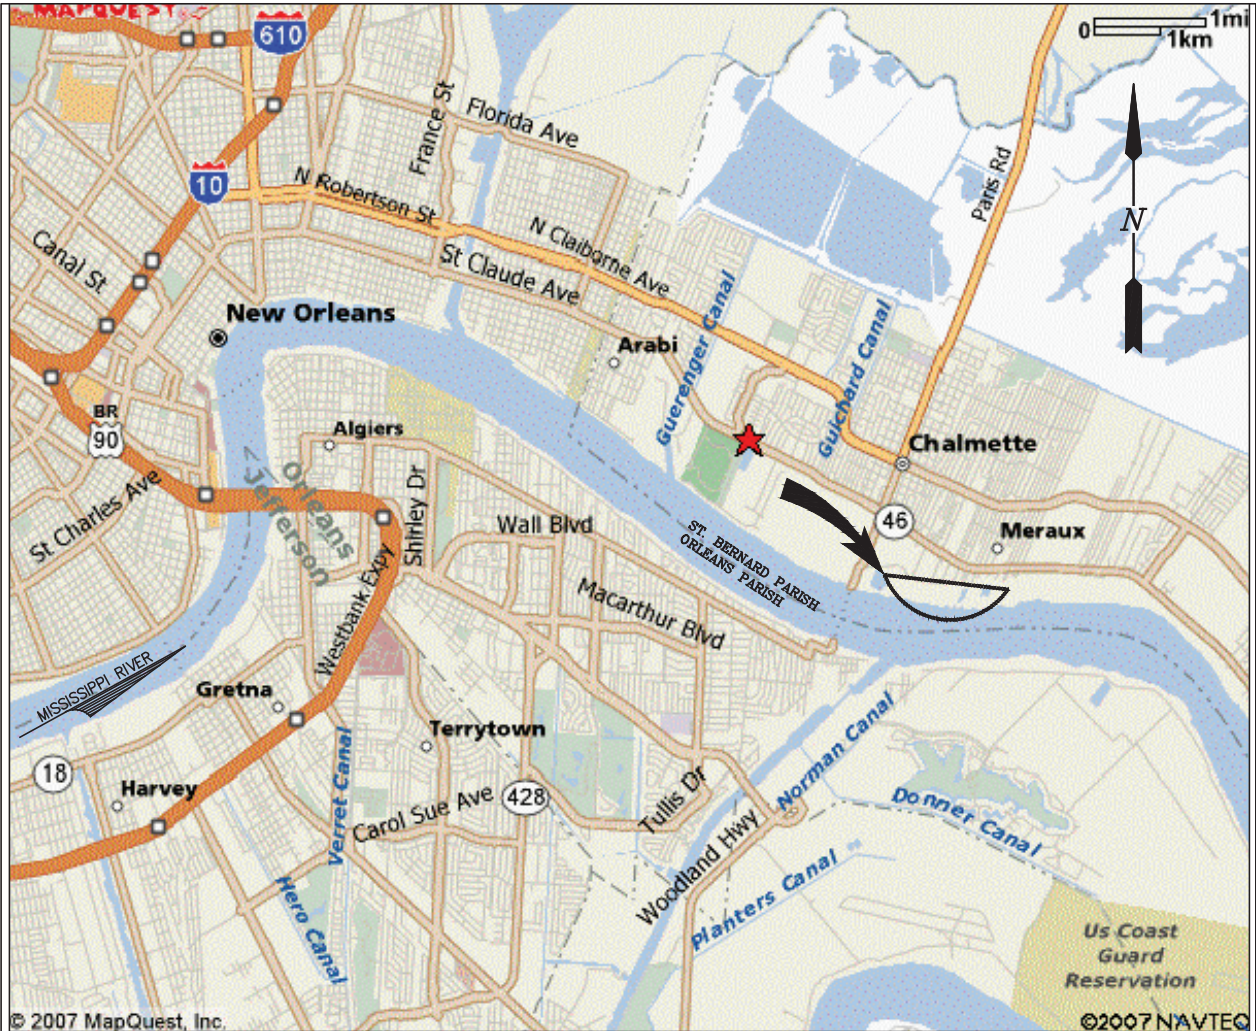 MAPQUEST
610
0
1mi
1km
France St
Florida Ave
10
N Robertson St
N Claiborne Ave
Paris Rd
N
Canal St
St Claude Ave
New Orleans
Arabi
Guerenger Canal
Guichard Canal
BR
90
Algiers
Chalmette
Orleans
Jefferson
St Charles Ave
Shirley Dr
Wall Blvd
46
Meraux
ST. BERNARD PARISH
ORLEANS PARISH
Westbank Expy
Macarthur Blvd
MISSISSIPPI RIVER
Gretna
Terrytown
Norman Canal
18
Harvey
Verret Canal
Carol Sue Ave
428
Tullis Dr
Donner Canal
Woodland Hwy
Planters Canal
Hero Canal
Us Coast
Guard
Reservation
© 2007 MapQuest, Inc.
©2007 NAVTEQ